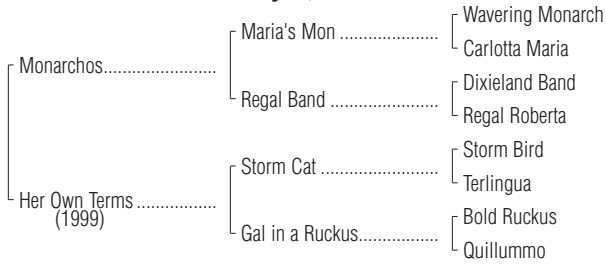 Wavering Monarch
Maria's Mon ..................
Carlotta Maria
Monarchos.....................
Dixieland Band
Regal Band ....................
Regal Roberta
Storm Bird
Storm Cat ......................
Terlingua
Her Own Terms ...............
(1999)
Bold Ruckus
Gal in a Ruckus...............
Quillummo